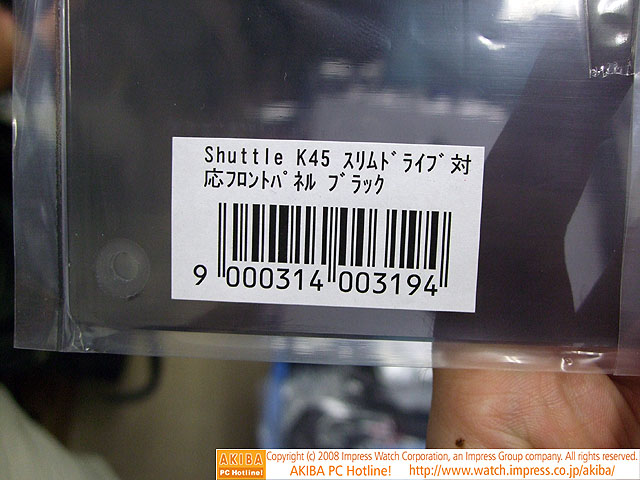 Shuttle K45 ｽﾘﾑﾄﾞﾗｲﾌﾞ対
応ﾌﾛﾝﾄﾊﾟﾈﾙ ﾌﾞﾗｯｸ
9 000314 003194
AKIBA
PC Hotline!
Copyright (c) 2008 Impress Watch Corporation, an Impress Group company. All rights reserved.
AKIBA PC Hotline! http://www.watch.impress.co.jp/akiba/